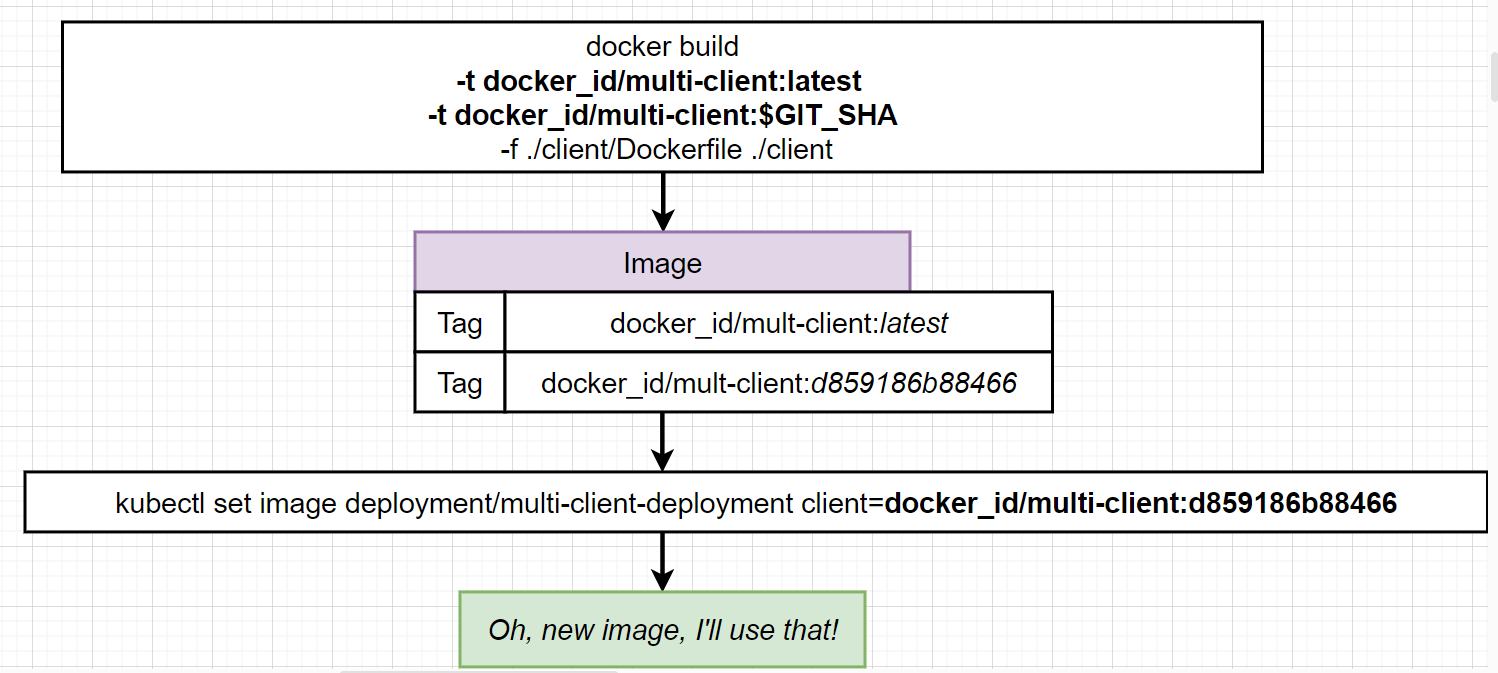 docker build
-t docker_id/multi-client:latest
-t docker_id/multi-client:$GIT_SHA
-f ./client/Dockerfile ./client
Image
Tag docker_id/mult-client:latest
Tag docker_id/mult-client:d859186b88466
kubectl set image deployment/multi-client-deployment client=docker_id/multi-client:d859186b88466
Oh, new image, I'll use that!